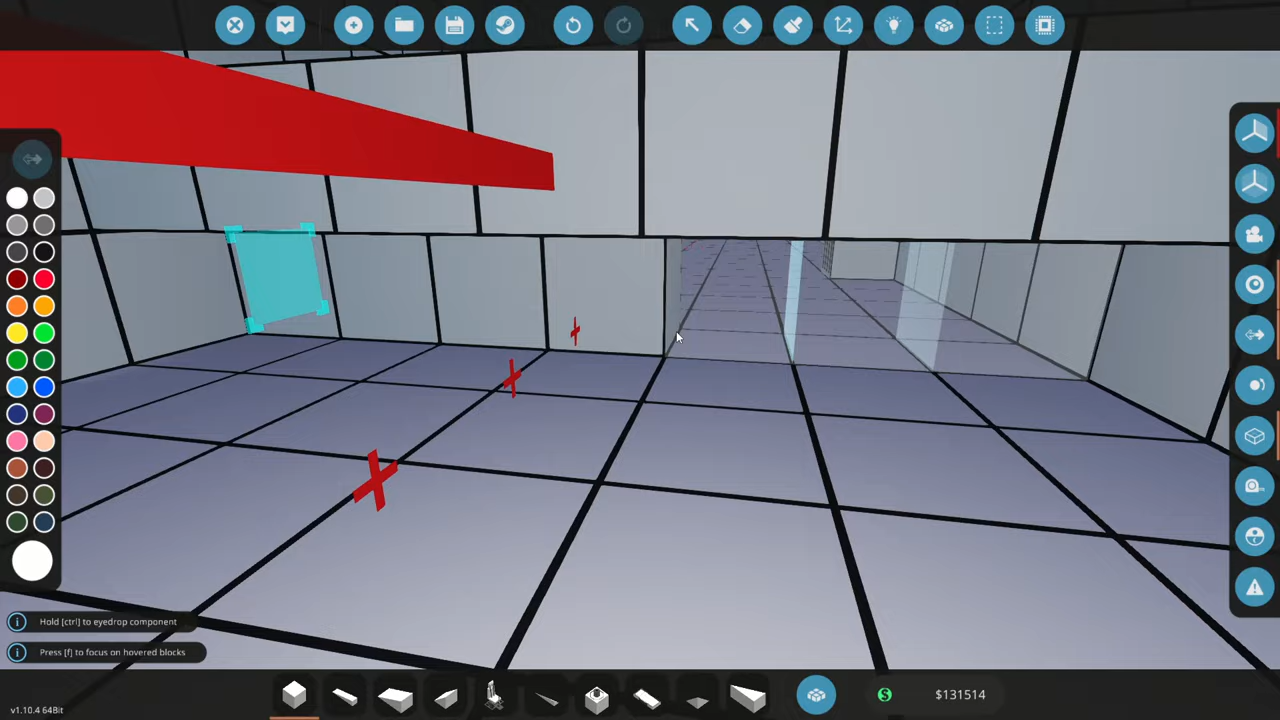 Hold [ctrl] to eyedrop component
Press [f] to focus on hovered blocks
$131514
v1.10.4 64Bit